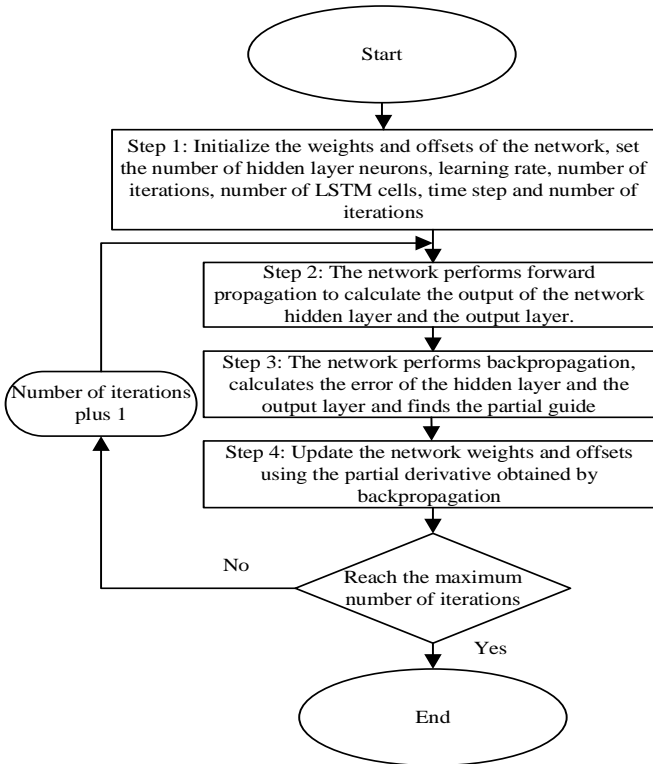 Start
Step 1: Initialize the weights and offsets of the network, set
the number of hidden layer neurons, learning rate, number of
iterations, number of LSTM cells, time step and number of
iterations
Step 2: The network performs forward
propagation to calculate the output of the network
hidden layer and the output layer.
Step 3: The network performs backpropagation,
calculates the error of the hidden layer and the
output layer and finds the partial guide
Number of iterations
plus 1
Step 4: Update the network weights and offsets
using the partial derivative obtained by
backpropagation
No
Reach the maximum
number of iterations
Yes
End